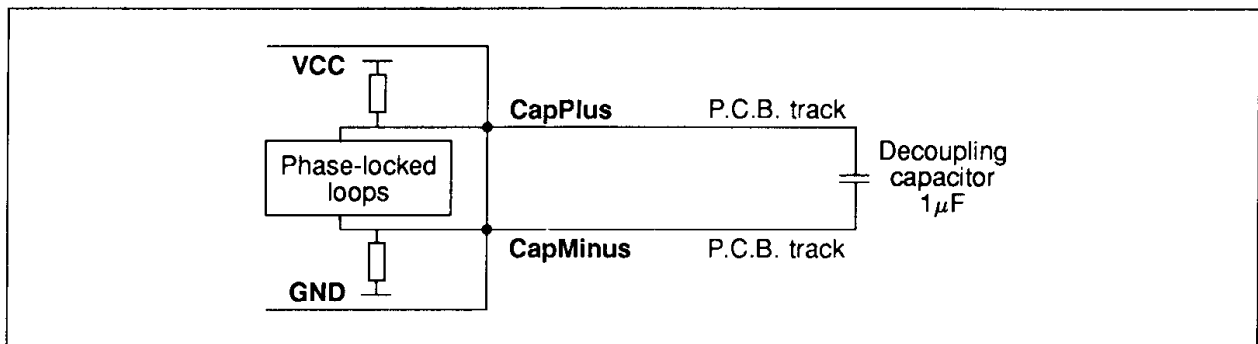 VCC
CapPlus
P.C.B. track
Phase-locked
loops
Decoupling
capacitor
1μF
CapMinus
P.C.B. track
GND